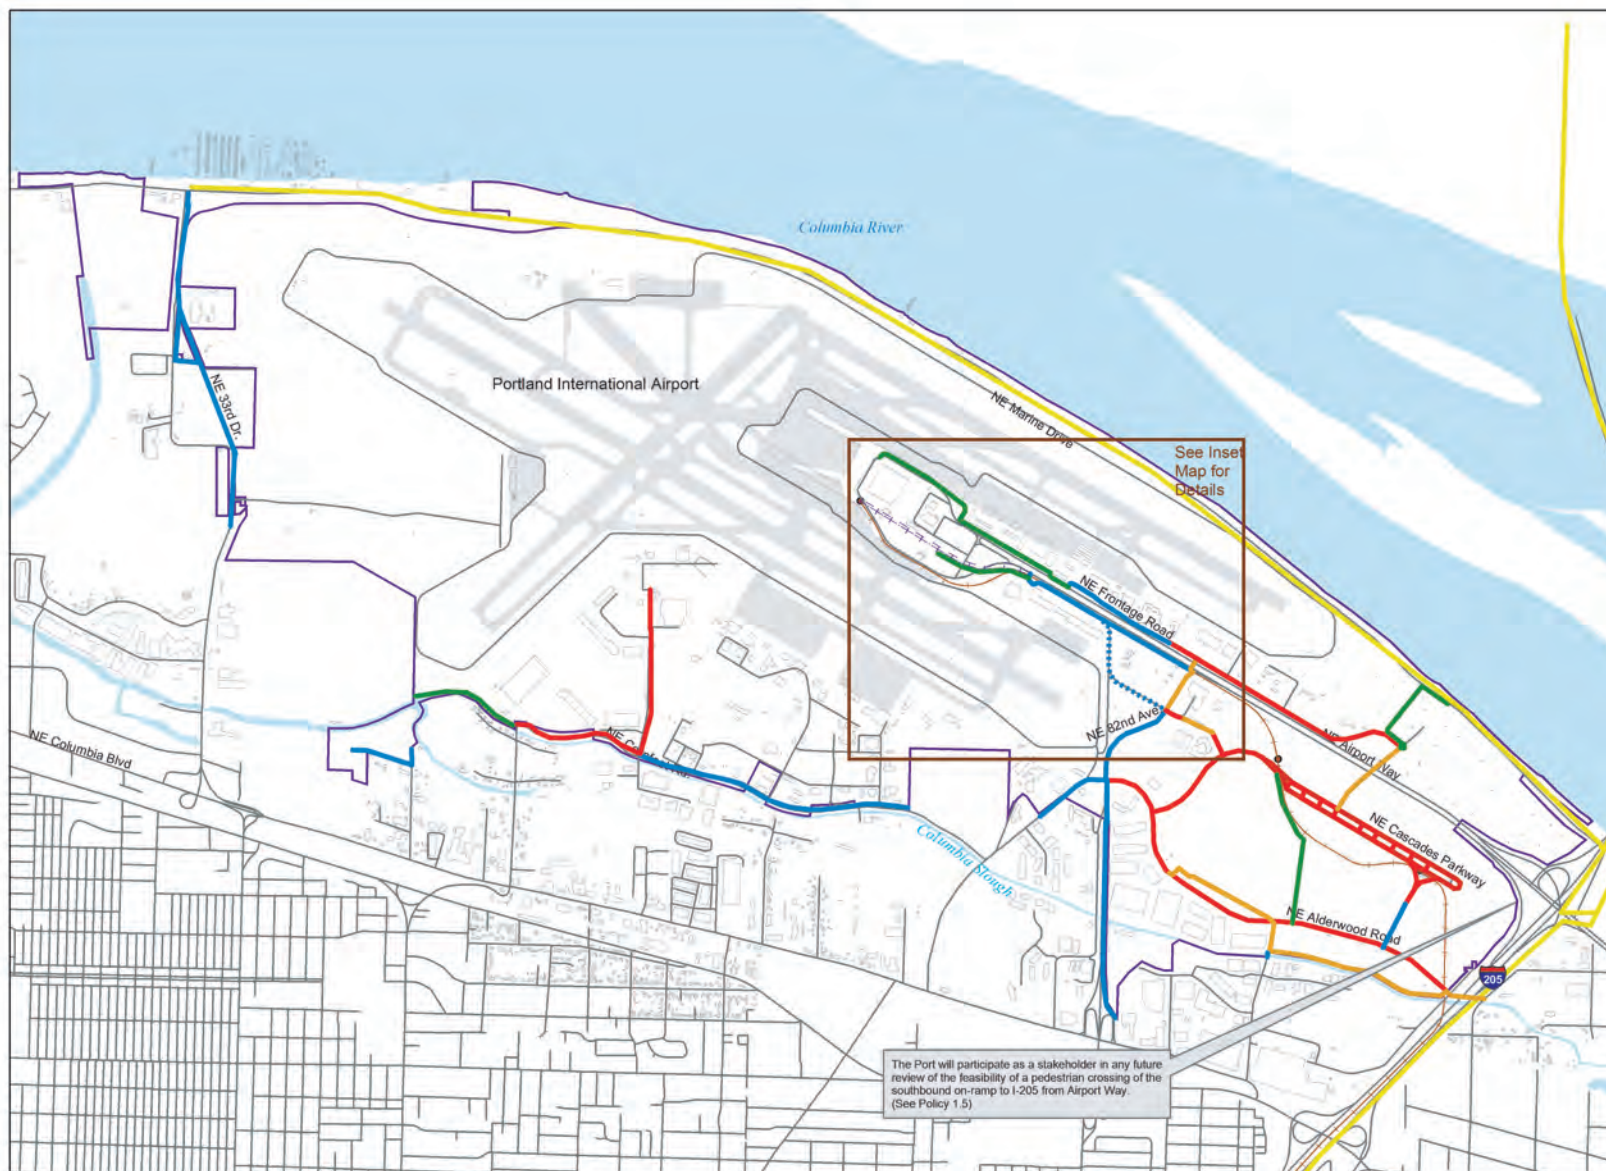 Columbia River
Portland International Airport
NE 33rd Dr.
NE Marine Drive
See Inset
Map for
Details
NE Frontage Road
NE 82nd Ave
NE Airport Way
NE Columbia Blvd
NE Cornfoot Rd.
NE Cascades Parkway
Columbia Slough
NE Alderwood Road
205
The Port will participate as a stakeholder in any future
review of the feasibility of a pedestrian crossing of the
southbound on-ramp to I-205 from Airport Way.
(See Policy 1.5)